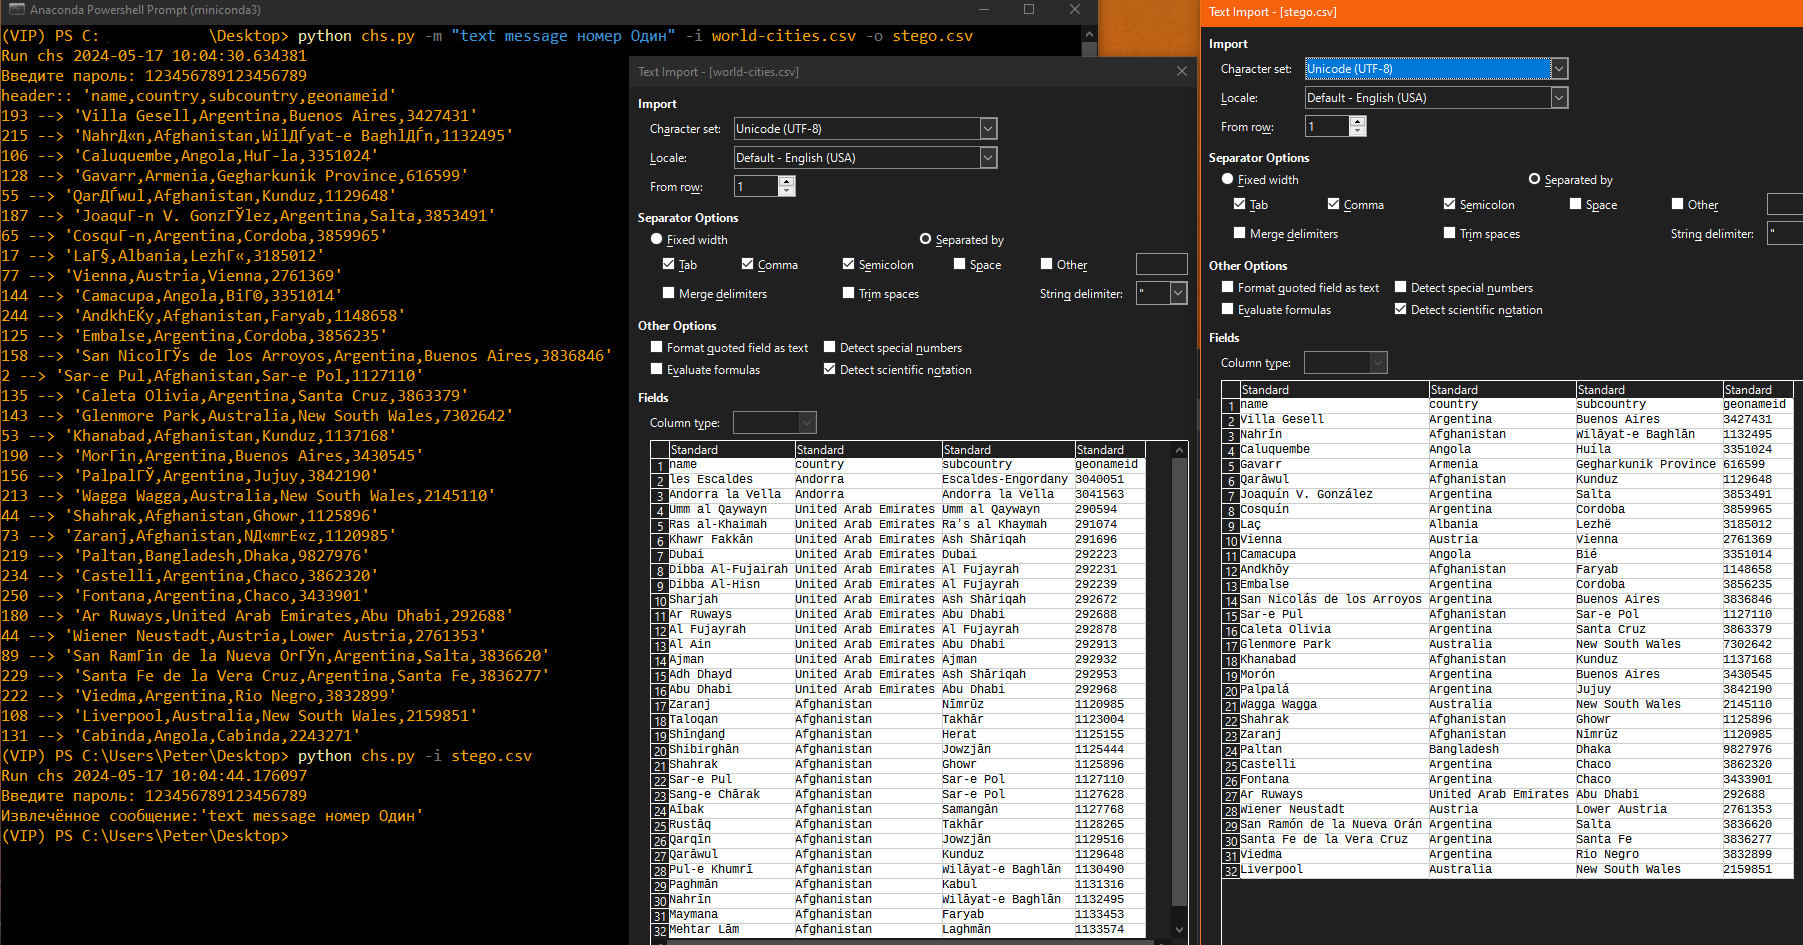 Anaconda Powershell Prompt (miniconda3)
(VIP) PS C: \Desktop> python chs.py -m "text message номер Один" -i world-cities.csv -o stego.csv
Run chs 2024-05-17 10:04:30.634381
Введите пароль: 123456789123456789
header:: 'name,country,subcountry,geonameid'
193 --> 'Villa Gesell,Argentina,Buenos Aires,3427431'
215 --> 'NahrД«n,Afghanistan,WilДЃyat-e BaghlДЃn,1132495'
106 --> 'Caluquembe,Angola,HuГ­la,3351024'
128 --> 'Gavarr,Armenia,Gegharkunik Province,616599'
55 --> 'QarДЃwul,Afghanistan,Kunduz,1129648'
187 --> 'JoaquГ­n V. GonzГЎlez,Argentina,Salta,3853491'
65 --> 'CosquГ­n,Argentina,Cordoba,3859965'
17 --> 'LaГ§,Albania,LezhГ«,3185012'
77 --> 'Vienna,Austria,Vienna,2761369'
144 --> 'Camacupa,Angola,BiГ©,3351014'
244 --> 'AndkhЕЌy,Afghanistan,Faryab,1148658'
125 --> 'Embalse,Argentina,Cordoba,3856235'
158 --> 'San NicolГЎs de los Arroyos,Argentina,Buenos Aires,3836846'
2 --> 'Sar-e Pul,Afghanistan,Sar-e Pol,1127110'
135 --> 'Caleta Olivia,Argentina,Santa Cruz,3863379'
143 --> 'Glenmore Park,Australia,New South Wales,7302642'
53 --> 'Khanabad,Afghanistan,Kunduz,1137168'
190 --> 'MorГіn,Argentina,Buenos Aires,3430545'
156 --> 'PalpalГЎ,Argentina,Jujuy,3842190'
213 --> 'Wagga Wagga,Australia,New South Wales,2145110'
44 --> 'Shahrak,Afghanistan,Ghowr,1125896'
73 --> 'Zaranj,Afghanistan,NД«mrЕ«z,1120985'
219 --> 'Paltan,Bangladesh,Dhaka,9827976'
234 --> 'Castelli,Argentina,Chaco,3862320'
250 --> 'Fontana,Argentina,Chaco,3433901'
180 --> 'Ar Ruways,United Arab Emirates,Abu Dhabi,292688'
44 --> 'Wiener Neustadt,Austria,Lower Austria,2761353'
89 --> 'San RamГіn de la Nueva OrГЎn,Argentina,Salta,3836620'
229 --> 'Santa Fe de la Vera Cruz,Argentina,Santa Fe,3836277'
222 --> 'Viedma,Argentina,Rio Negro,3832899'
108 --> 'Liverpool,Australia,New South Wales,2159851'
131 --> 'Cabinda,Angola,Cabinda,2243271'
(VIP) PS C:\Users\Peter\Desktop> python chs.py -i stego.csv
Run chs 2024-05-17 10:04:44.176097
Введите пароль: 123456789123456789
Извлечённое сообщение:'text message номер Один'
(VIP) PS C:\Users\Peter\Desktop>
Text Import - [world-cities.csv]
Import
Character set: Unicode (UTF-8)
Locale: Default - English (USA)
From row: 1
Separator Options
Fixed width Separated by
Tab Comma Semicolon Space Other
Merge delimiters Trim spaces String delimiter: "
Other Options
Format quoted field as text Detect special numbers
Evaluate formulas Detect scientific notation
Fields
Column type:
Standard Standard Standard Standard
1 name country subcountry geonameid
2 les Escaldes Andorra Escaldes-Engordany 3040051
3 Andorra la Vella Andorra Andorra la Vella 3041563
4 Umm al Qaywayn United Arab Emirates Umm al Qaywayn 290594
5 Ras al-Khaimah United Arab Emirates Raʼs al Khaymah 291074
6 Khawr Fakkān United Arab Emirates Ash Shāriqah 291696
7 Dubai United Arab Emirates Dubai 292223
8 Dibba Al-Fujairah United Arab Emirates Al Fujayrah 292231
9 Dibba Al-Hisn United Arab Emirates Al Fujayrah 292239
10 Sharjah United Arab Emirates Ash Shāriqah 292672
11 Ar Ruways United Arab Emirates Abu Dhabi 292688
12 Al Fujayrah United Arab Emirates Al Fujayrah 292878
13 Al Ain United Arab Emirates Abu Dhabi 292913
14 Ajman United Arab Emirates Ajman 292932
15 Adh Dhayd United Arab Emirates Ash Shāriqah 292953
16 Abu Dhabi United Arab Emirates Abu Dhabi 292968
17 Zaranj Afghanistan Nīmrūz 1120985
18 Taloqan Afghanistan Takhār 1123004
19 Shīnḏanḏ Afghanistan Herat 1125155
20 Shibirghān Afghanistan Jowzjān 1125444
21 Shahrak Afghanistan Ghowr 1125896
22 Sar-e Pul Afghanistan Sar-e Pol 1127110
23 Sang-e Chārak Afghanistan Sar-e Pol 1127628
24 Aībak Afghanistan Samangān 1127768
25 Rustāq Afghanistan Takhār 1128265
26 Qarqīn Afghanistan Jowzjān 1129516
27 Qarāwul Afghanistan Kunduz 1129648
28 Pul-e Khumrī Afghanistan Wilāyat-e Baghlān 1130490
29 Paghmān Afghanistan Kabul 1131316
30 Nahrīn Afghanistan Wilāyat-e Baghlān 1132495
31 Maymana Afghanistan Faryab 1133453
32 Mehtar Lām Afghanistan Laghmān 1133574
Text Import - [stego.csv]
Import
Character set: Unicode (UTF-8)
Locale: Default - English (USA)
From row: 1
Separator Options
Fixed width Separated by
Tab Comma Semicolon Space Other
Merge delimiters Trim spaces String delimiter: "
Other Options
Format quoted field as text Detect special numbers
Evaluate formulas Detect scientific notation
Fields
Column type:
Standard Standard Standard Standard
1 name country subcountry geonameid
2 Villa Gesell Argentina Buenos Aires 3427431
3 Nahrīn Afghanistan Wilāyat-e Baghlān 1132495
4 Caluquembe Angola Huíla 3351024
5 Gavarr Armenia Gegharkunik Province 616599
6 Qarāwul Afghanistan Kunduz 1129648
7 Joaquín V. González Argentina Salta 3853491
8 Cosquín Argentina Cordoba 3859965
9 Laç Albania Lezhë 3185012
10 Vienna Austria Vienna 2761369
11 Camacupa Angola Bié 3351014
12 Andkhōy Afghanistan Faryab 1148658
13 Embalse Argentina Cordoba 3856235
14 San Nicolás de los Arroyos Argentina Buenos Aires 3836846
15 Sar-e Pul Afghanistan Sar-e Pol 1127110
16 Caleta Olivia Argentina Santa Cruz 3863379
17 Glenmore Park Australia New South Wales 7302642
18 Khanabad Afghanistan Kunduz 1137168
19 Morón Argentina Buenos Aires 3430545
20 Palpalá Argentina Jujuy 3842190
21 Wagga Wagga Australia New South Wales 2145110
22 Shahrak Afghanistan Ghowr 1125896
23 Zaranj Afghanistan Nīmrūz 1120985
24 Paltan Bangladesh Dhaka 9827976
25 Castelli Argentina Chaco 3862320
26 Fontana Argentina Chaco 3433901
27 Ar Ruways United Arab Emirates Abu Dhabi 292688
28 Wiener Neustadt Austria Lower Austria 2761353
29 San Ramón de la Nueva Orán Argentina Salta 3836620
30 Santa Fe de la Vera Cruz Argentina Santa Fe 3836277
31 Viedma Argentina Rio Negro 3832899
32 Liverpool Australia New South Wales 2159851